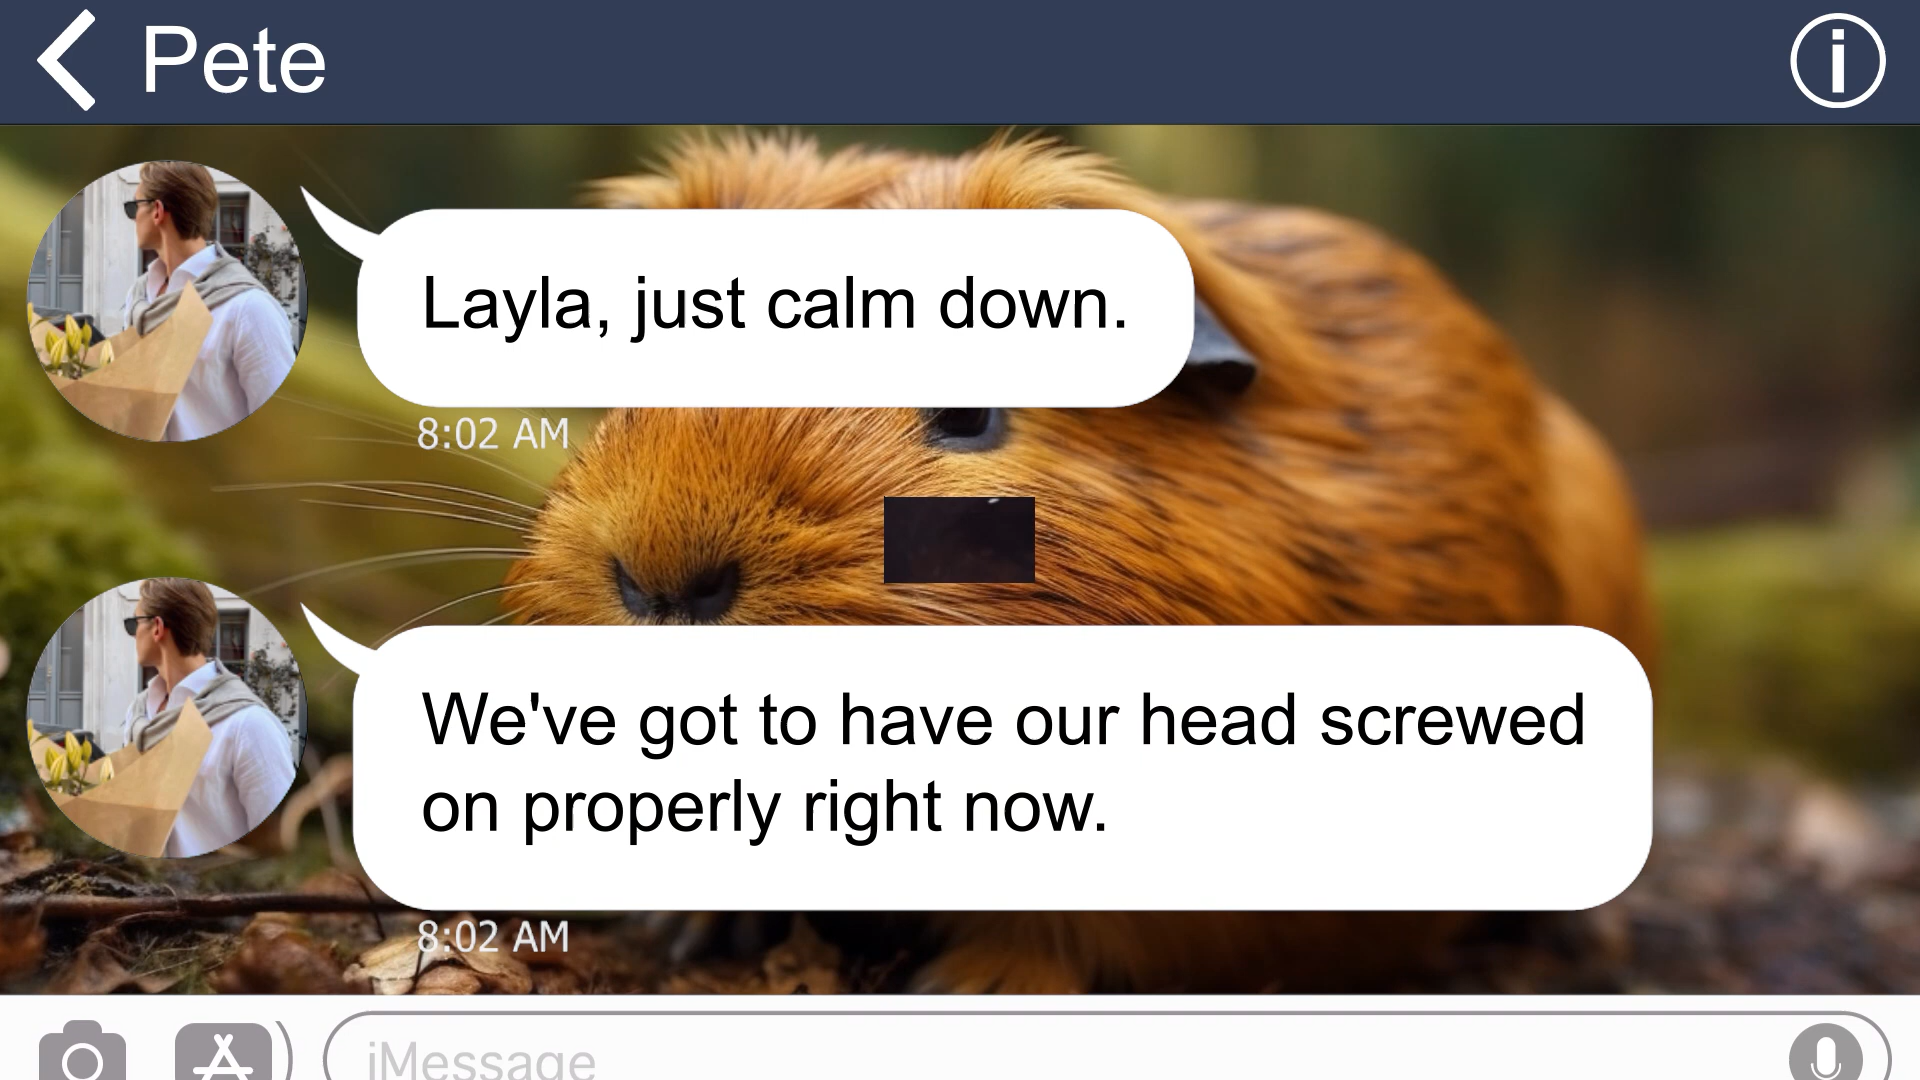 Pete
Layla, just calm down.
8:02 AM
We've got to have our head screwed
on properly right now.
8:02 AM
iMessage